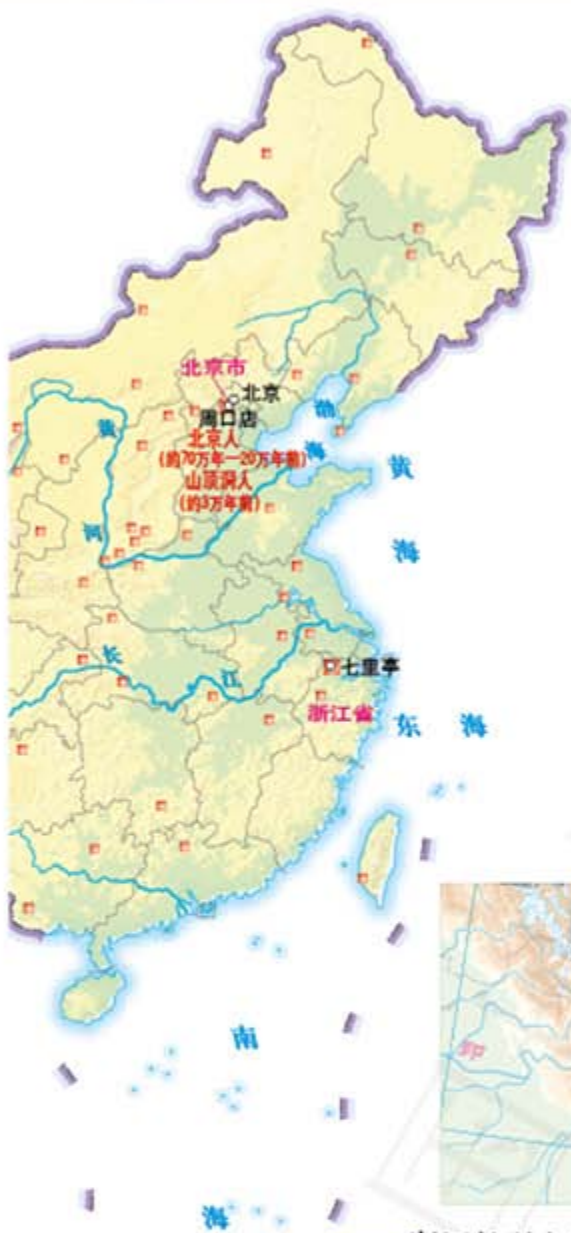 北京市
北京
周口店
北京人
(约70万年—20万年前)
山顶洞人
(约3万年前)
渤
海
黄
海
黄
河
长
江
七里亭
浙江省
东 海
印
南
海